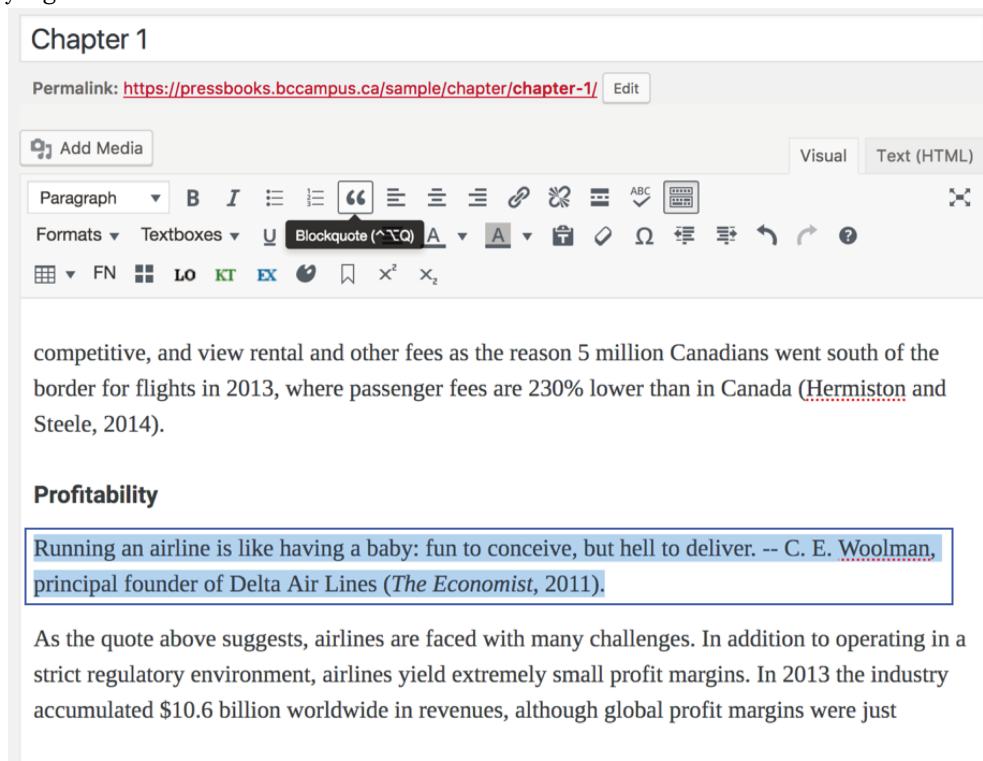 Chapter 1
Permalink: https://pressbooks.bccampus.ca/sample/chapter/chapter-1/ Edit
Add Media
Visual Text (HTML)
Paragraph B I ABC
Formats Textboxes U Blockquote (^⌥Q) A A Ω
FN LO KT EX x² x₂
competitive, and view rental and other fees as the reason 5 million Canadians went south of the
border for flights in 2013, where passenger fees are 230% lower than in Canada (Hermiston and
Steele, 2014).
Profitability
Running an airline is like having a baby: fun to conceive, but hell to deliver. -- C. E. Woolman,
principal founder of Delta Air Lines (The Economist, 2011).
As the quote above suggests, airlines are faced with many challenges. In addition to operating in a
strict regulatory environment, airlines yield extremely small profit margins. In 2013 the industry
accumulated $10.6 billion worldwide in revenues, although global profit margins were just